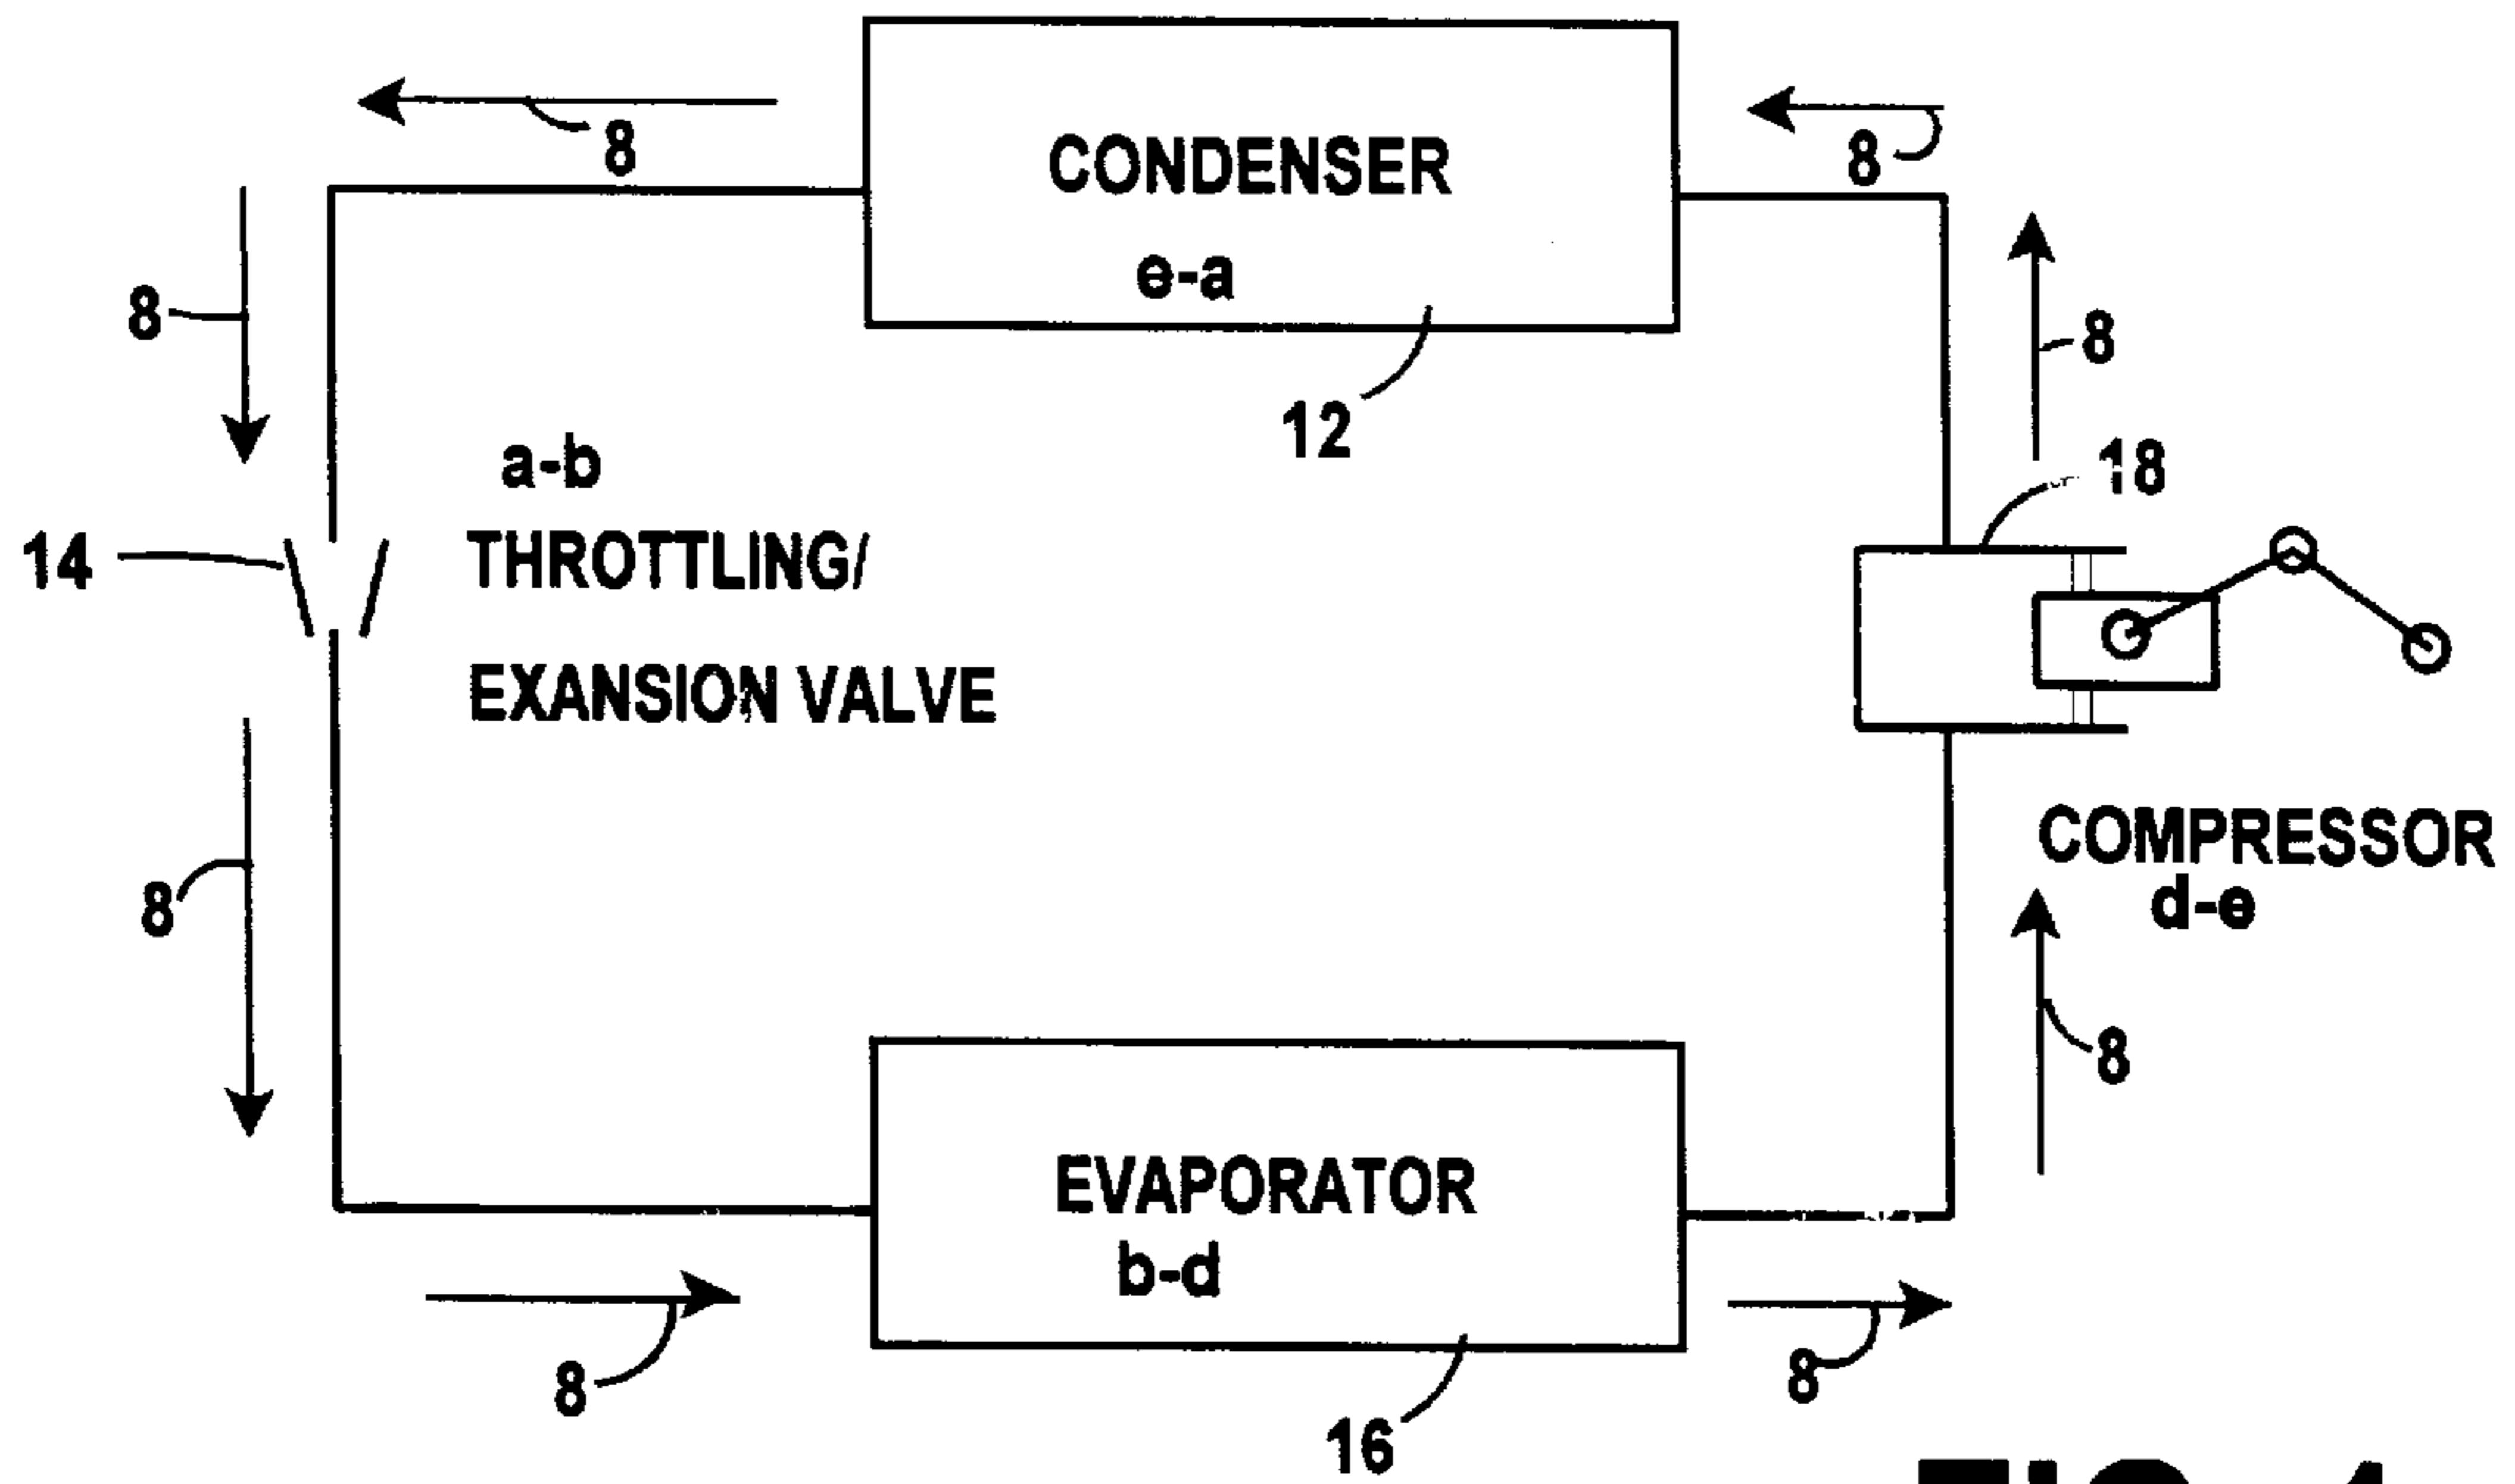 8
8
CONDENSER
e-a
8
8
12
a-b
18
14
THROTTLING/
EXANSION VALVE
COMPRESSOR
d-e
8
8
EVAPORATOR
b-d
8
8
16